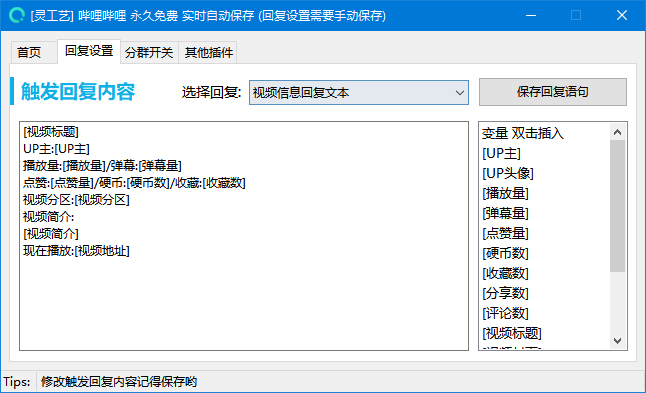 [灵工艺] 哔哩哔哩 永久免费 实时自动保存 (回复设置需要手动保存)
首页 回复设置 分群开关 其他插件
触发回复内容 选择回复: 视频信息回复文本 保存回复语句
[视频标题]
UP主:[UP主]
播放量:[播放量]/弹幕:[弹幕量]
点赞:[点赞量]/硬币:[硬币数]/收藏:[收藏数]
视频分区:[视频分区]
视频简介:
[视频简介]
现在播放:[视频地址]
变量 双击插入
[UP主]
[UP头像]
[播放量]
[弹幕量]
[点赞量]
[硬币数]
[收藏数]
[分享数]
[评论数]
[视频标题]
Tips: 修改触发回复内容记得保存哟